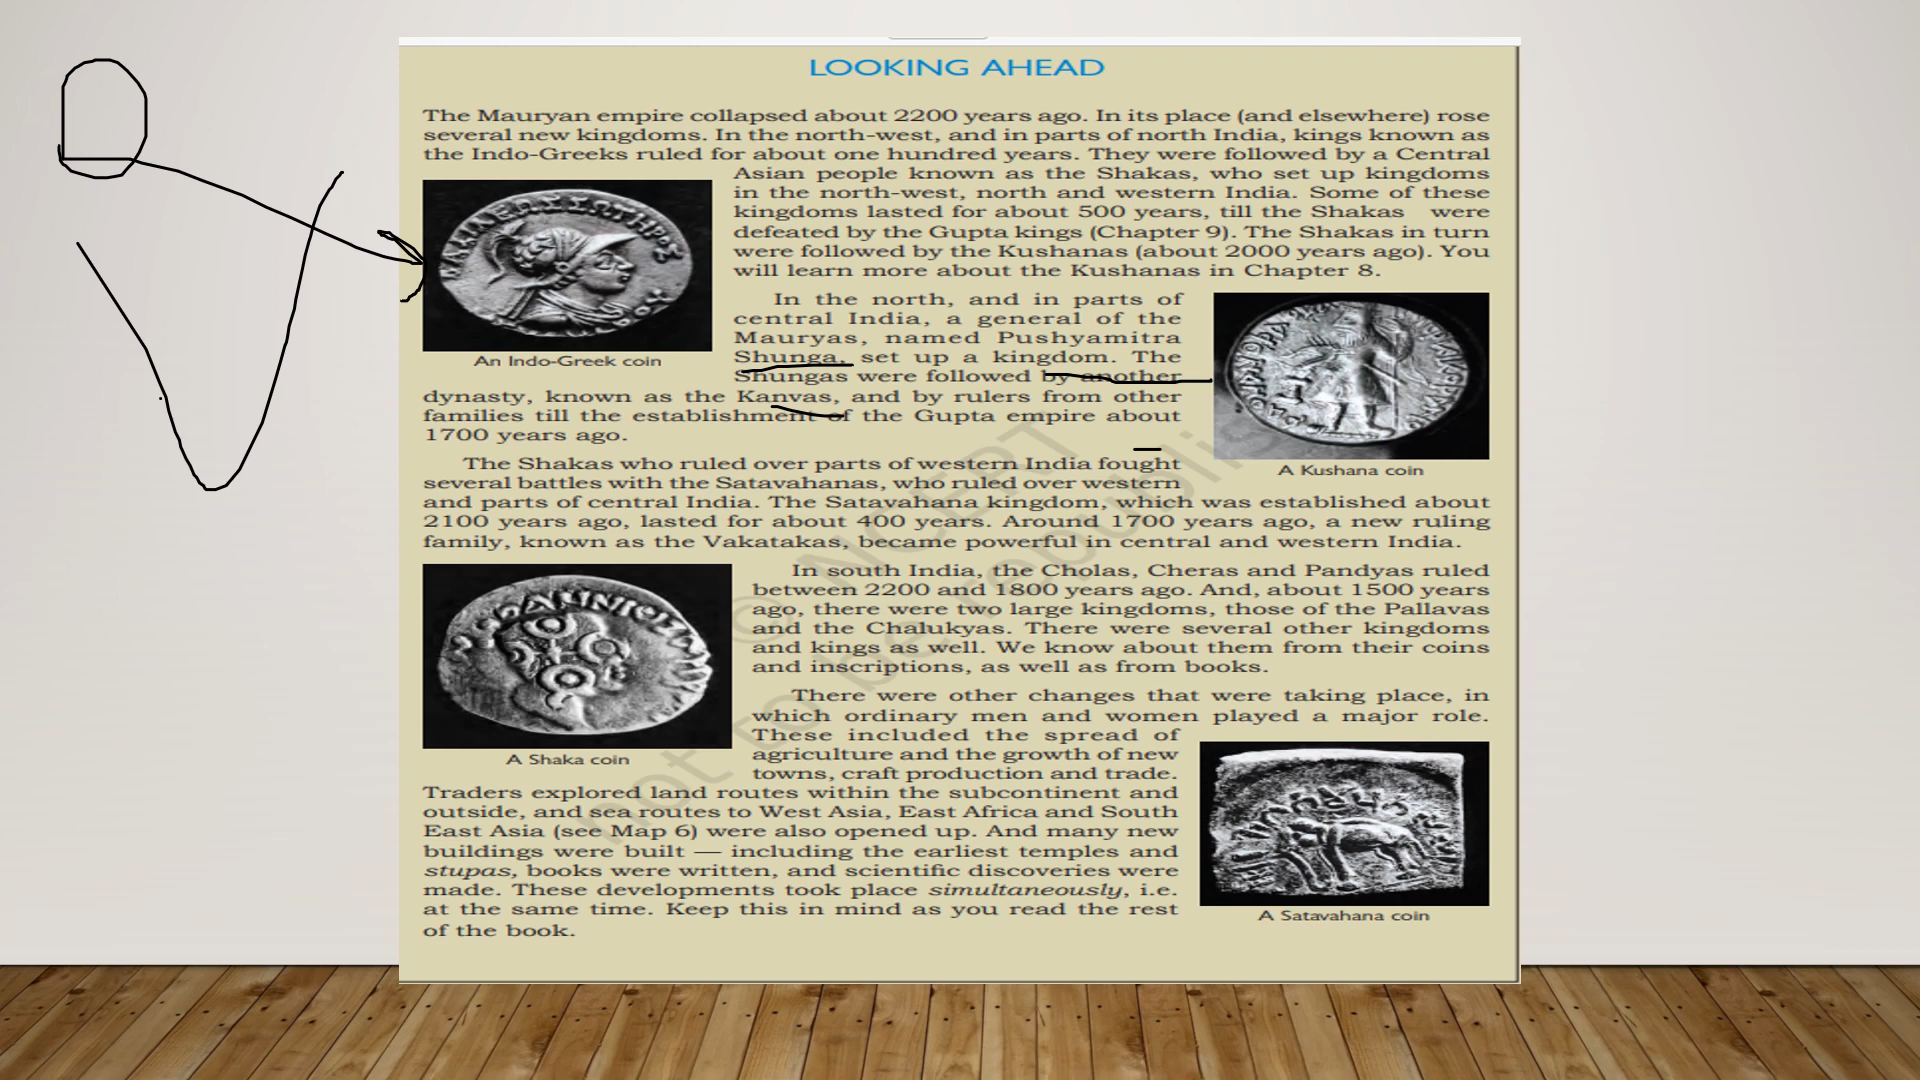 LOOKING AHEAD
The Mauryan empire collapsed about 2200 years ago. In its place (and elsewhere) rose
several new kingdoms. In the north-west, and in parts of north India, kings known as
the Indo-Greeks ruled for about one hundred years. They were followed by a Central
Asian people known as the Shakas, who set up kingdoms
in the north-west, north and western India. Some of these
kingdoms lasted for about 500 years, till the Shakas were
defeated by the Gupta kings (Chapter 9). The Shakas in turn
were followed by the Kushanas (about 2000 years ago). You
will learn more about the Kushanas in Chapter 8.
An Indo-Greek coin
In the north, and in parts of
central India, a general of the
Mauryas, named Pushyamitra
Shunga, set up a kingdom. The
Shungas were followed by another
dynasty, known as the Kanvas, and by rulers from other
families till the establishment of the Gupta empire about
1700 years ago.
A Kushana coin
The Shakas who ruled over parts of western India fought
several battles with the Satavahanas, who ruled over western
and parts of central India. The Satavahana kingdom, which was established about
2100 years ago, lasted for about 400 years. Around 1700 years ago, a new ruling
family, known as the Vakatakas, became powerful in central and western India.
In south India, the Cholas, Cheras and Pandyas ruled
between 2200 and 1800 years ago. And, about 1500 years
ago, there were two large kingdoms, those of the Pallavas
and the Chalukyas. There were several other kingdoms
and kings as well. We know about them from their coins
and inscriptions, as well as from books.
A Shaka coin
There were other changes that were taking place, in
which ordinary men and women played a major role.
These included the spread of
agriculture and the growth of new
towns, craft production and trade.
Traders explored land routes within the subcontinent and
outside, and sea routes to West Asia, East Africa and South
East Asia (see Map 6) were also opened up. And many new
buildings were built — including the earliest temples and
stupas, books were written, and scientific discoveries were
made. These developments took place simultaneously, i.e.
at the same time. Keep this in mind as you read the rest
of the book.
A Satavahana coin
© NCERT
not to be republis